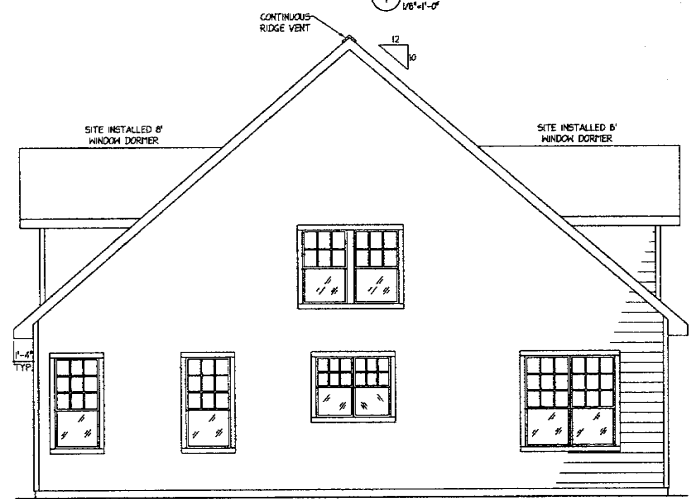 1/8"=1'-0"
CONTINUOUS
RIDGE VENT
12
10
SITE INSTALLED 8'
WINDOW DORMER
SITE INSTALLED 8'
WINDOW DORMER
1'-4"
TYP.